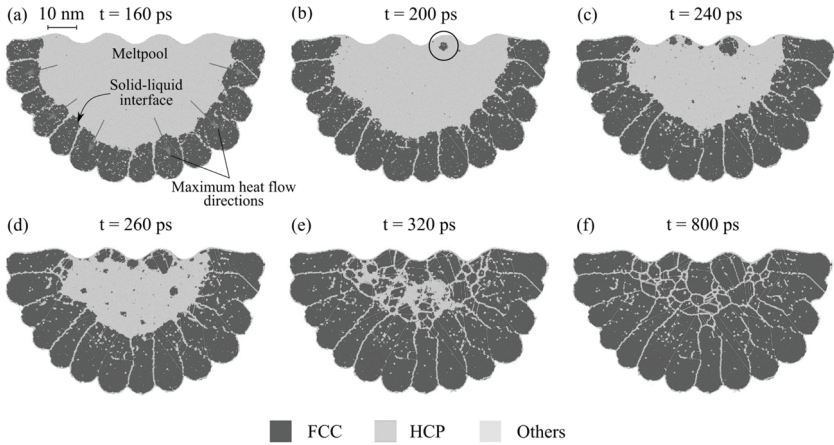 (a) t = 160 ps
10 nm
Meltpool
Solid-liquid
interface
Maximum heat flow
directions
(b) t = 200 ps
(c) t = 240 ps
(d) t = 260 ps
(e) t = 320 ps
(f) t = 800 ps
FCC HCP Others